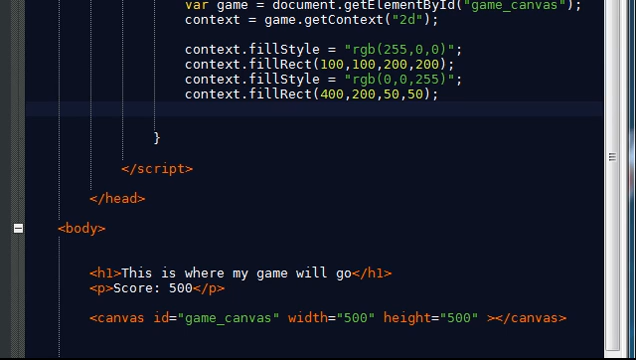 var game = document.getElementById("game_canvas");
context = game.getContext("2d");
context.fillStyle = "rgb(255,0,0)";
context.fillRect(100,100,200,200);
context.fillStyle = "rgb(0,0,255)";
context.fillRect(400,200,50,50);
}
</script>
</head>
<body>
<h1>This is where my game will go</h1>
<p>Score: 500</p>
<canvas id="game_canvas" width="500" height="500" ></canvas>